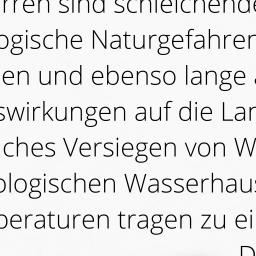 rren sind schleichende
ogische Naturgefahren
en und ebenso lange a
swirkungen auf die Lan
ches Versiegen von W
ologischen Wasserhaus
peraturen tragen zu ei
D